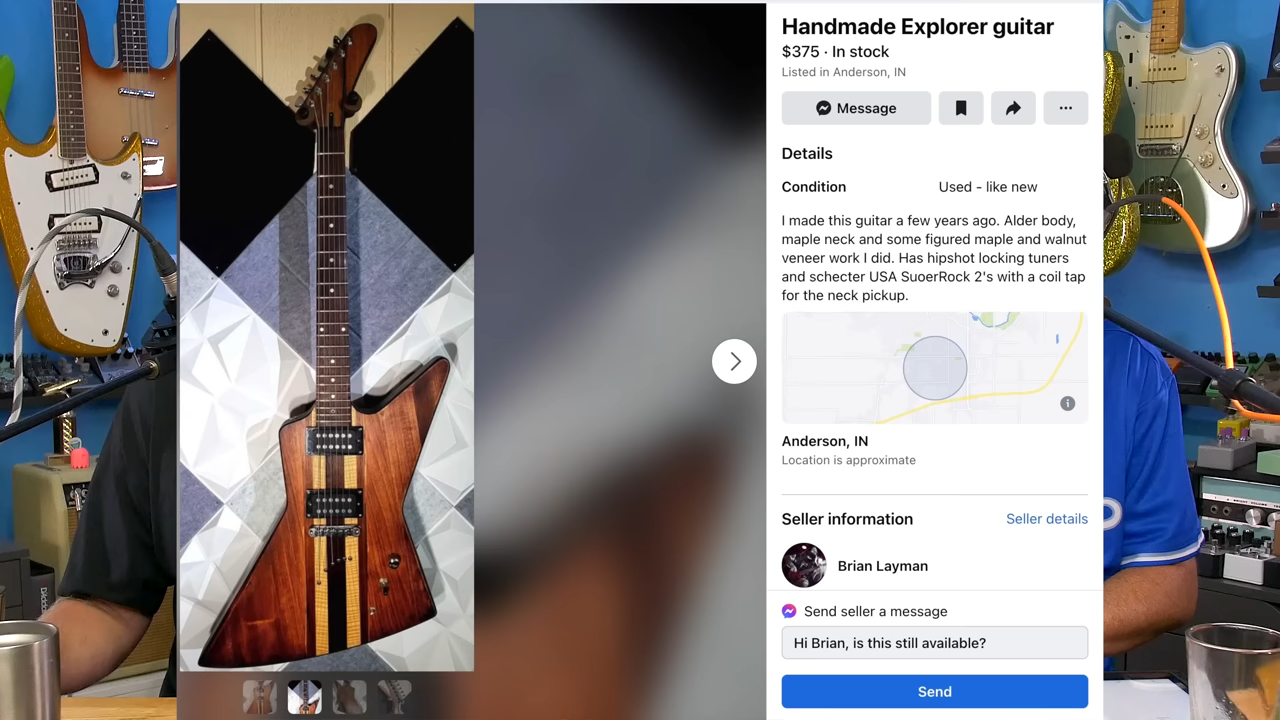 Handmade Explorer guitar
$375 · In stock
Listed in Anderson, IN
Message
Details
Condition Used - like new
I made this guitar a few years ago. Alder body,
maple neck and some figured maple and walnut
veneer work I did. Has hipshot locking tuners
and schecter USA SuoerRock 2's with a coil tap
for the neck pickup.
Anderson, IN
Location is approximate
Seller information Seller details
Brian Layman
Send seller a message
Hi Brian, is this still available?
Send